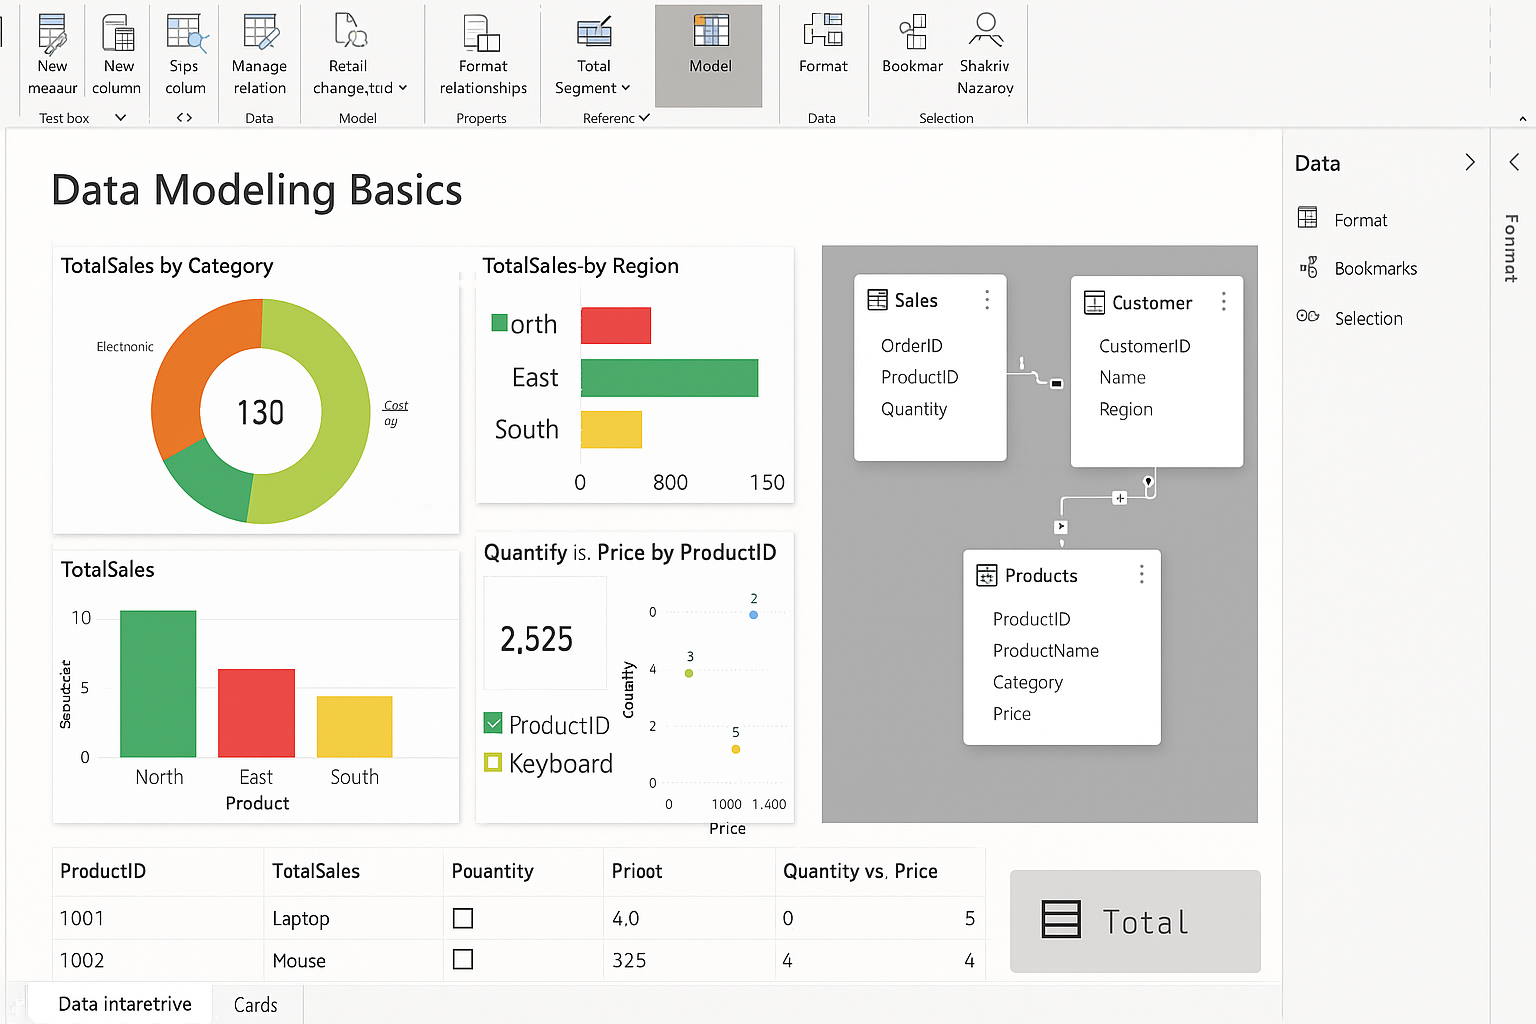 New
meaaur
New
column
Sıps
colum
Manage
relation
Retail
change,tud
Format
relationships
Total
Segment
Model
Format
Bookmar
Shakriv
Nazarov
Test box
<>
Data
Model
Properts
Referenc
Data
Selection
Data Modeling Basics
Data
Format
Bookmarks
Selection
Fonmat
TotalSales by Category
Electnonic
130
Cost
ay
TotalSales-by Region
orth
East
South
0 800 150
Sales
OrderID
ProductID
Quantity
Customer
CustomerID
Name
Region
Products
ProductID
ProductName
Category
Price
TotalSales
10
5
0
North East South
Product
Quantify is. Price by ProductID
2,525
ProductID
Keyboard
0
4
2
0
2
3
5
0 1000 1.400
Price
ProductID TotalSales Pouantity Prioot Quantity vs. Price
1001 Laptop 4,0 0 5
1002 Mouse 325 4 4
Total
Data intaretrive Cards